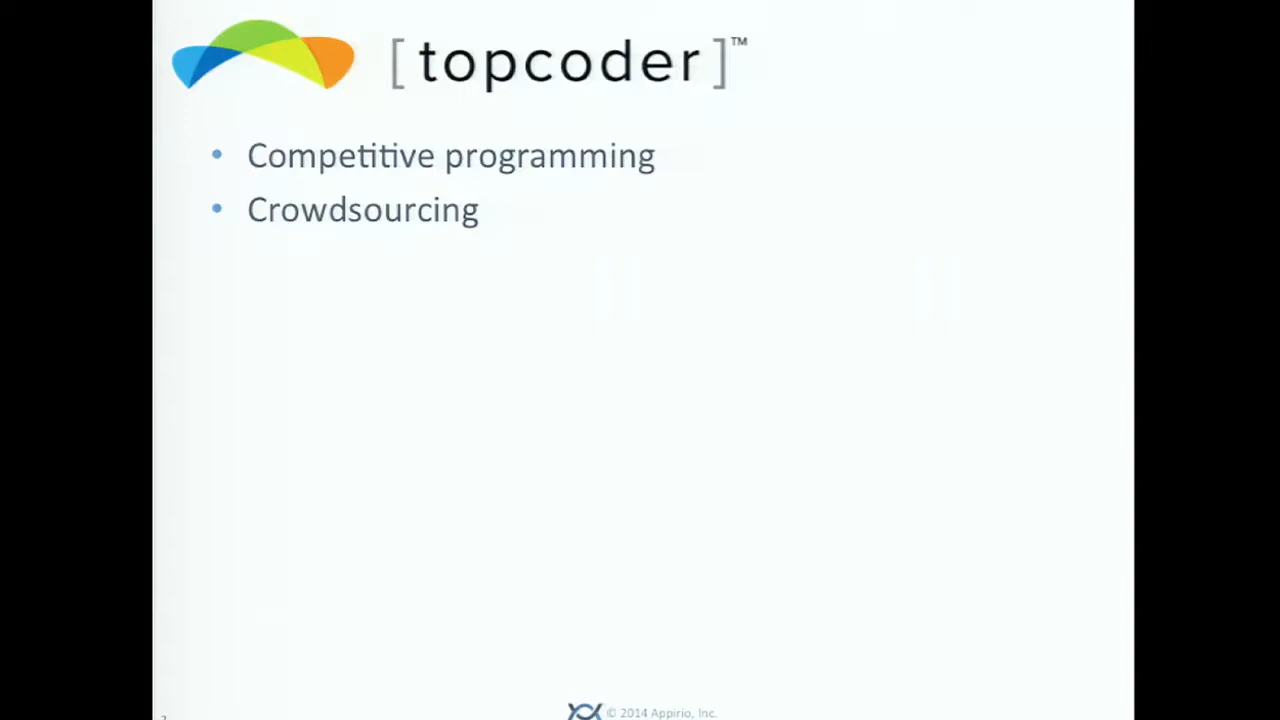 [topcoder]™
• Competitive programming
• Crowdsourcing
© 2014 Appirio, Inc.